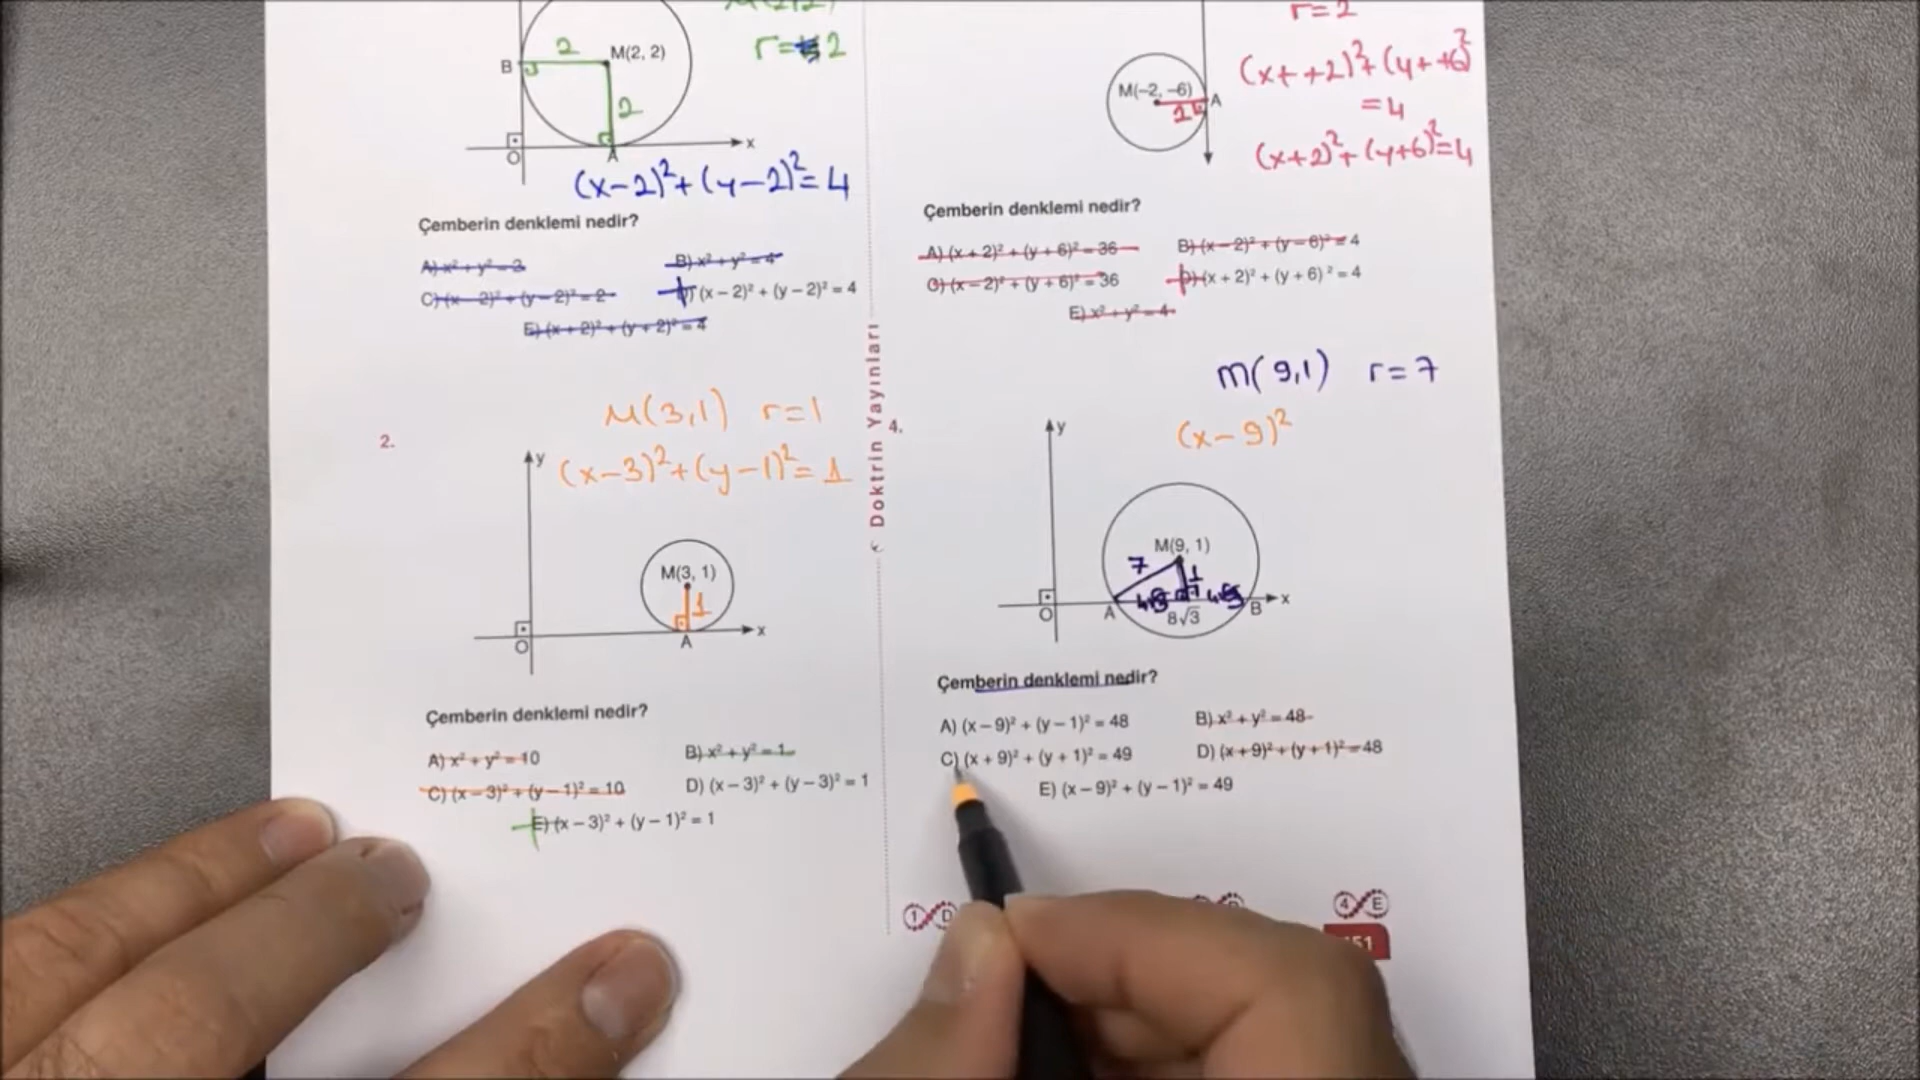 r=2
2
B
M(2, 2)
2
O
A
x
(x-2)²+(y-2)²=4
Çemberin denklemi nedir?
A) x² + y² = 3
B) x² + y² = 4
C) (x – 2)² + (y – 2)² = 2
D) (x – 2)² + (y – 2)² = 4
E) (x + 2)² + (y + 2)² = 4
2.
M(3,1) r=1
(x-3)²+(y-1)²=1
y
M(3, 1)
1
O
A
x
Çemberin denklemi nedir?
A) x² + y² = 10
B) x² + y² = 1
C) (x – 3)² + (y – 1)² = 10
D) (x – 3)² + (y – 3)² = 1
E) (x – 3)² + (y – 1)² = 1
Doktrin Yayınları
r=2
(x++2)²+(y++6)²
=4
(x+2)²+(y+6)²=4
M(–2, –6)
2
A
Çemberin denklemi nedir?
A) (x + 2)² + (y + 6)² = 36
B) (x – 2)² + (y – 6)² = 4
C) (x – 2)² + (y + 6)² = 36
D) (x + 2)² + (y + 6)² = 4
E) x² + y² = 4
4.
M(9,1) r=7
(x-9)²
y
M(9, 1)
7
1
O
A
8√3
B
x
Çemberin denklemi nedir?
A) (x – 9)² + (y – 1)² = 48
B) x² + y² = 48
C) (x + 9)² + (y + 1)² = 49
D) (x + 9)² + (y + 1)² = 48
E) (x – 9)² + (y – 1)² = 49
1 D
4 E
51